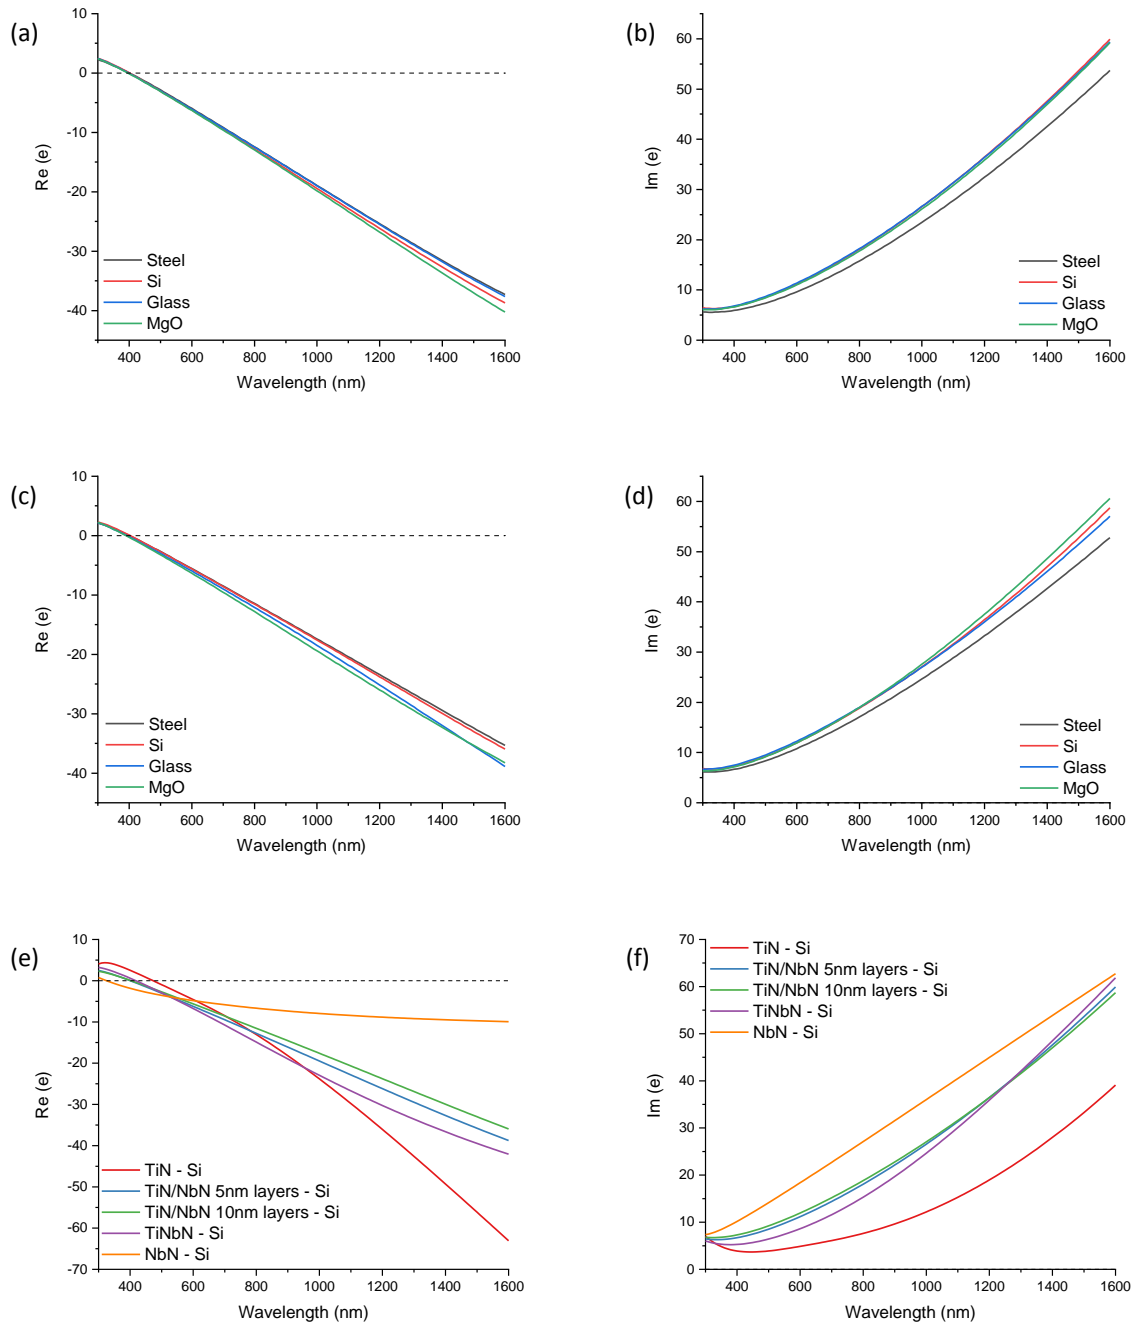 (a)
10
0
-10
-20
-30
-40
Re (e)
Steel
Si
Glass
MgO
400 600 800 1000 1200 1400 1600
Wavelength (nm)
(b)
60
50
40
30
20
10
0
Im (e)
Steel
Si
Glass
MgO
400 600 800 1000 1200 1400 1600
Wavelength (nm)
(c)
10
0
-10
-20
-30
-40
Re (e)
Steel
Si
Glass
MgO
400 600 800 1000 1200 1400 1600
Wavelength (nm)
(d)
60
50
40
30
20
10
0
Im (e)
Steel
Si
Glass
MgO
400 600 800 1000 1200 1400 1600
Wavelength (nm)
(e)
10
0
-10
-20
-30
-40
-50
-60
-70
Re (e)
TiN - Si
TiN/NbN 5nm layers - Si
TiN/NbN 10nm layers - Si
TiNbN - Si
NbN - Si
400 600 800 1000 1200 1400 1600
Wavelength (nm)
(f)
70
60
50
40
30
20
10
0
Im (e)
TiN - Si
TiN/NbN 5nm layers - Si
TiN/NbN 10nm layers - Si
TiNbN - Si
NbN - Si
400 600 800 1000 1200 1400 1600
Wavelength (nm)